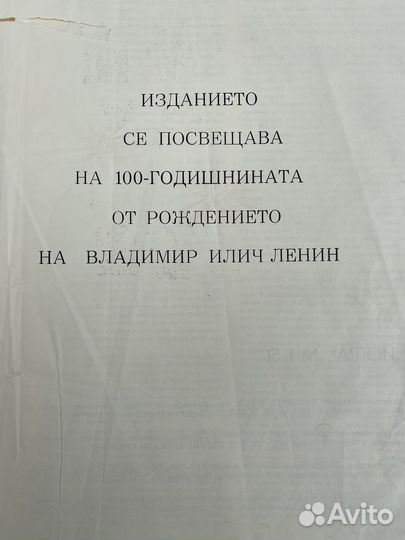 ИЗДАНИЕТО
СЕ ПОСВЕЩАВА
НА 100-ГОДИШНИНАТА
ОТ РОЖДЕНИЕТО
НА ВЛАДИМИР ИЛИЧ ЛЕНИН
Avito